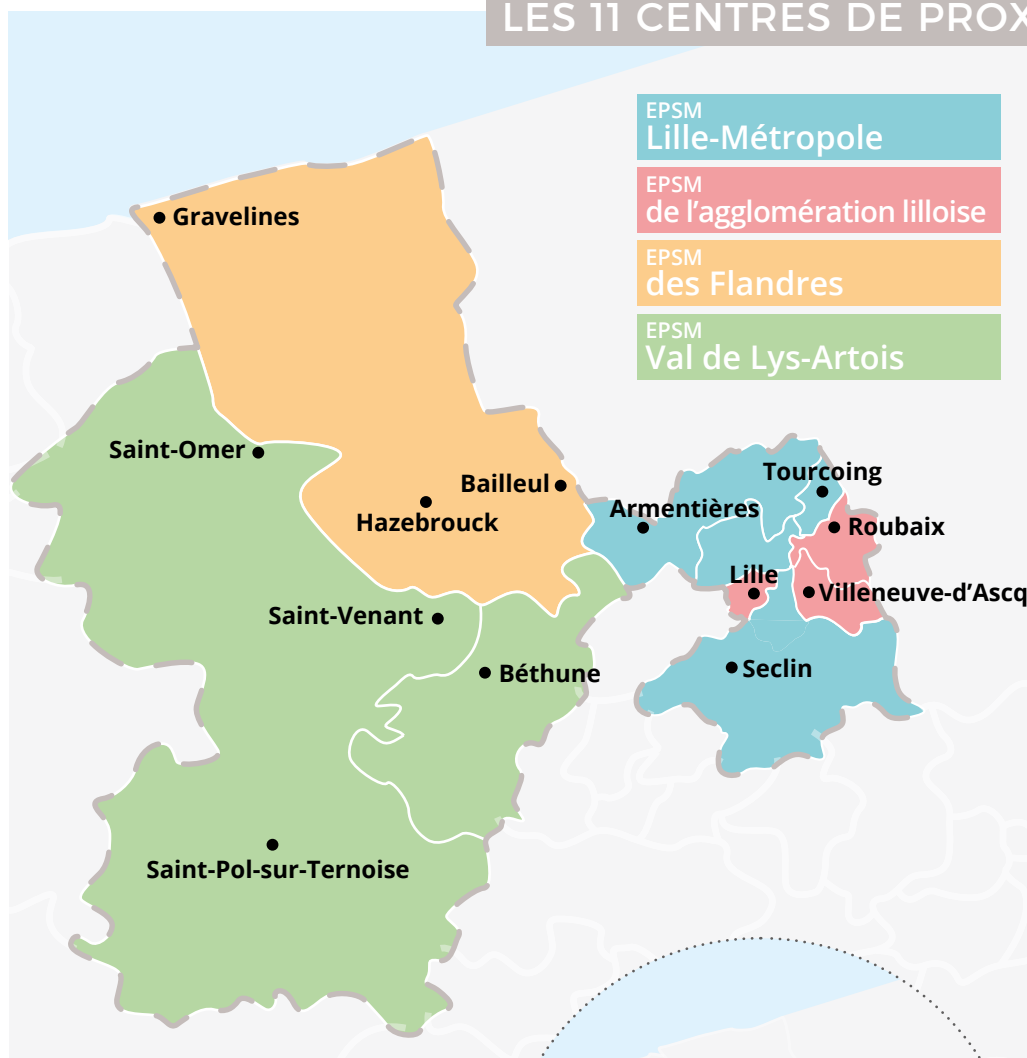 LES 11 CENTRES DE PROX
EPSM
Lille-Métropole
EPSM
de l'agglomération lilloise
EPSM
des Flandres
EPSM
Val de Lys-Artois
Gravelines
Saint-Omer
Bailleul
Hazebrouck
Armentières
Tourcoing
Roubaix
Lille
Villeneuve-d'Ascq
Saint-Venant
Béthune
Seclin
Saint-Pol-sur-Ternoise